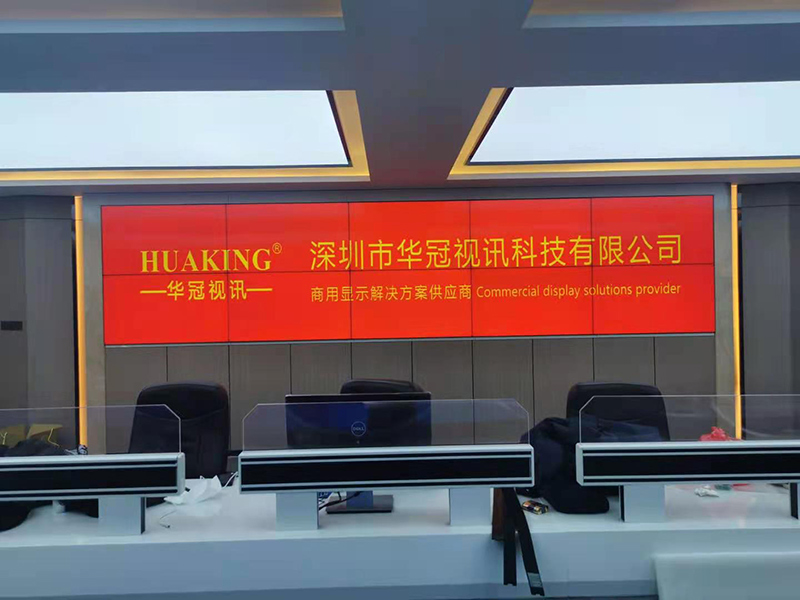 HUAKING®
华冠视讯
深圳市华冠视讯科技有限公司
商用显示解决方案供应商 Commercial display solutions provider
DELL